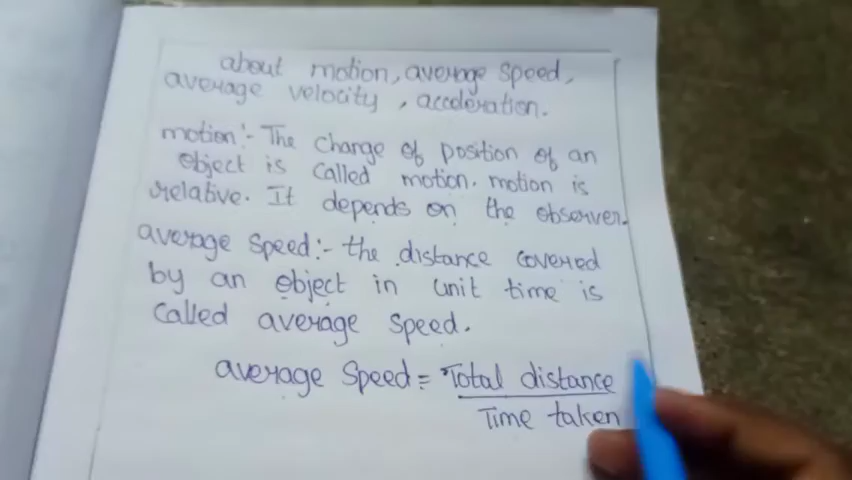 about motion, average speed,
average velocity, acceleration.
motion:- The change of position of an
object is called motion. motion is
relative. It depends on the observer.
average speed:- the distance covered
by an object in unit time is
called average speed.
average speed = Total distance
Time taken